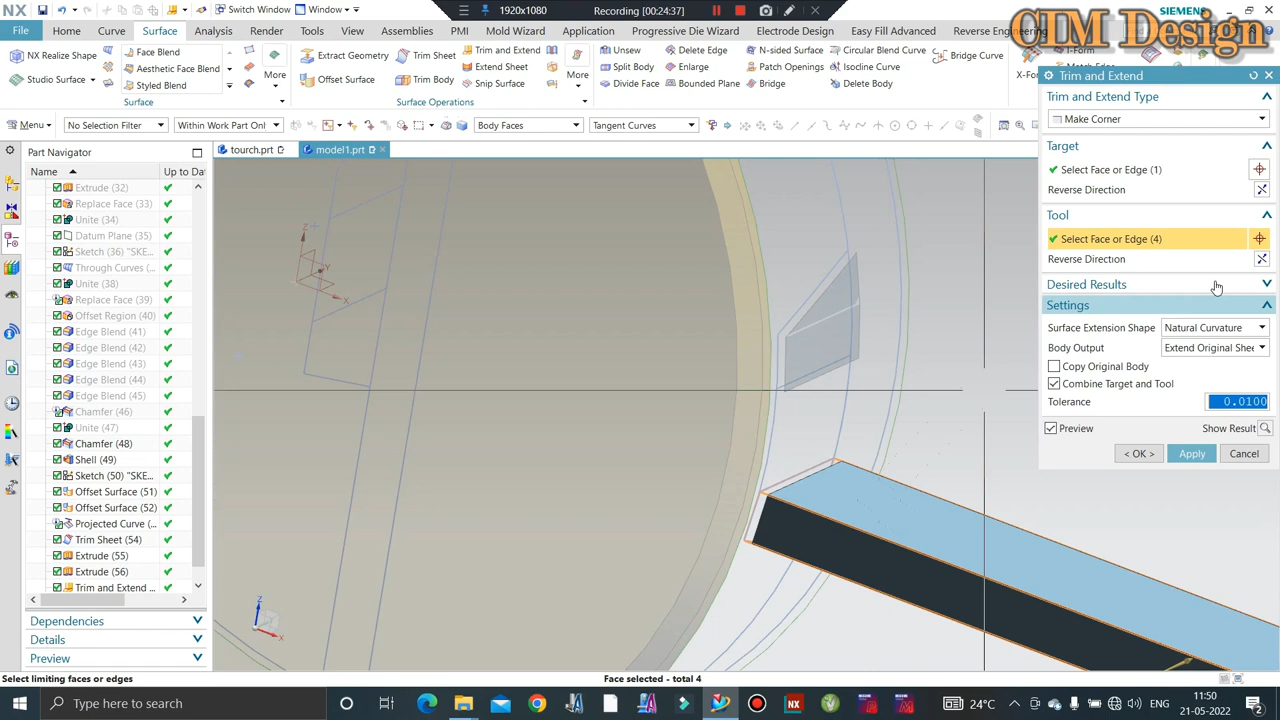 NX
Switch Window
Window
1920x1080
Recording [00:24:37]
SIEMENS
CIM Design
File
Home
Curve
Surface
Analysis
Render
Tools
View
Assemblies
PMI
Mold Wizard
Application
Progressive Die Wizard
Electrode Design
Easy Fill Advanced
Reverse Engineering
NX Realize Shape
Studio Surface
Face Blend
Aesthetic Face Blend
Styled Blend
More
Surface
Extract Geometry
Offset Surface
Trim Sheet
Trim Body
Trim and Extend
Extend Sheet
Snip Surface
More
Surface Operations
Unsew
Split Body
Divide Face
Delete Edge
Enlarge
Bounded Plane
N-sided Surface
Patch Openings
Bridge
Circular Blend Curve
Isocline Curve
Delete Body
Bridge Curve
X-Form
I-Form
Match Edge
Menu
No Selection Filter
Within Work Part Only
Body Faces
Tangent Curves
Part Navigator
tourch.prt
model1.prt
Name
Up to Da
Extrude (32)
Replace Face (33)
Unite (34)
Datum Plane (35)
Sketch (36) "SKE...
Through Curves (...
Unite (38)
Replace Face (39)
Offset Region (40)
Edge Blend (41)
Edge Blend (42)
Edge Blend (43)
Edge Blend (44)
Edge Blend (45)
Chamfer (46)
Unite (47)
Chamfer (48)
Shell (49)
Sketch (50) "SKE...
Offset Surface (51)
Offset Surface (52)
Projected Curve (...
Trim Sheet (54)
Extrude (55)
Extrude (56)
Trim and Extend ...
Dependencies
Details
Preview
Z
Y
X
Z
X
Trim and Extend
Trim and Extend Type
Make Corner
Target
Select Face or Edge (1)
Reverse Direction
Tool
Select Face or Edge (4)
Reverse Direction
Desired Results
Settings
Surface Extension Shape
Natural Curvature
Body Output
Extend Original Shee
Copy Original Body
Combine Target and Tool
Tolerance
0.0100
Preview
Show Result
< OK >
Apply
Cancel
Select limiting faces or edges
Face selected - total 4
Type here to search
24°C
ENG
11:50
21-05-2022